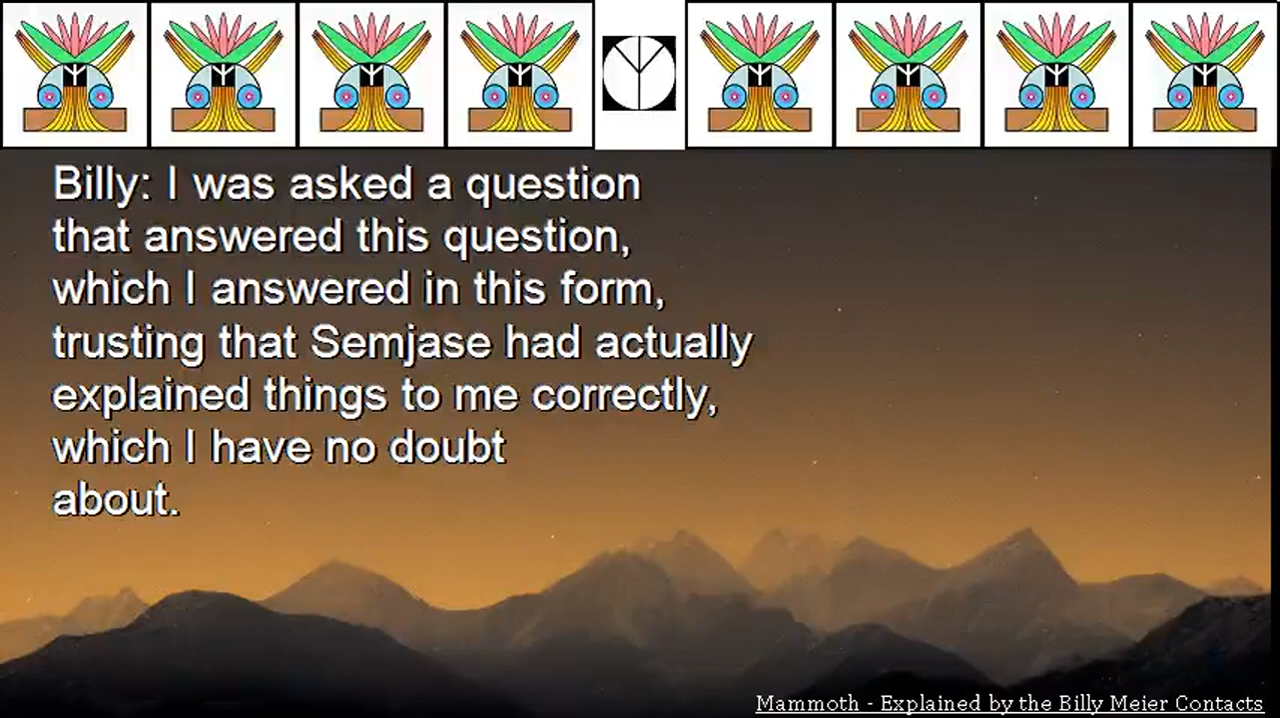 Billy: I was asked a question
that answered this question,
which I answered in this form,
trusting that Semjase had actually
explained things to me correctly,
which I have no doubt
about.
Mammoth - Explained by the Billy Meier Contacts